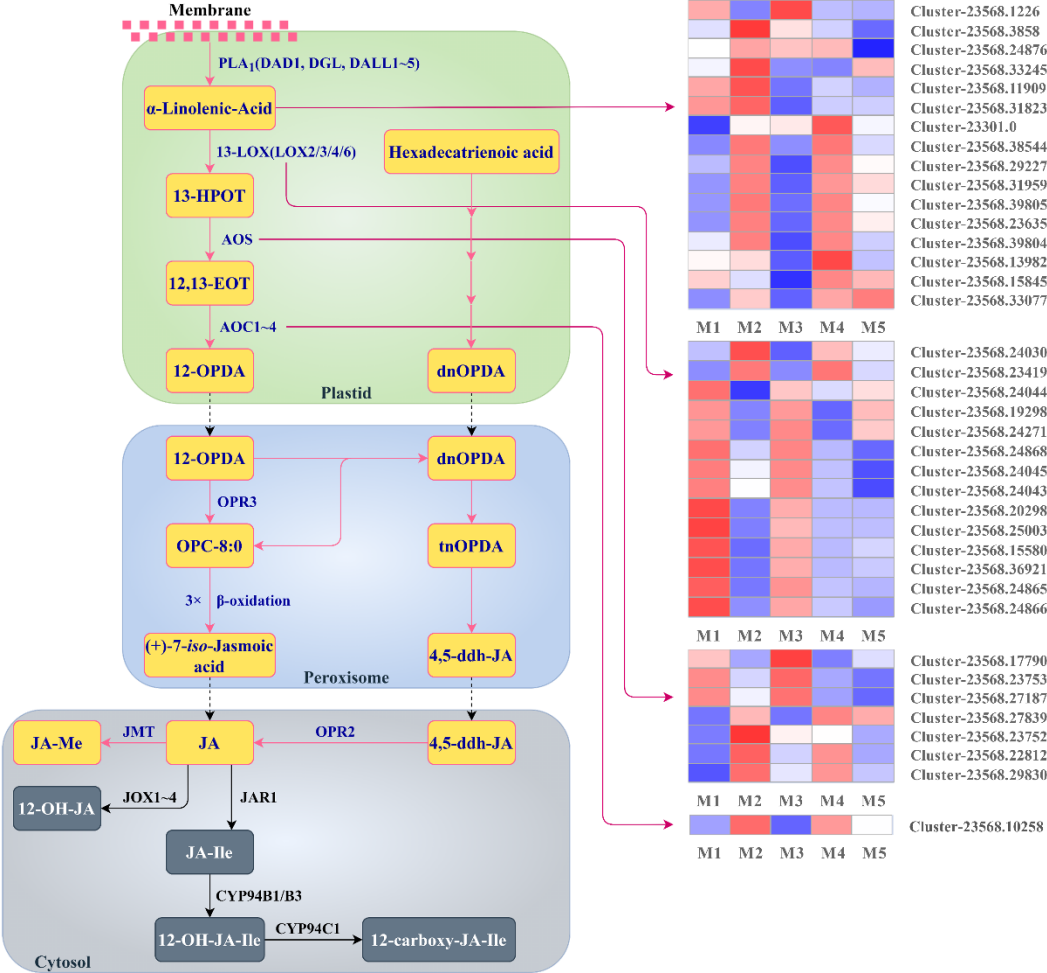 Membrane
PLA1(DAD1, DGL, DALL1~5)
α-Linolenic-Acid
13-LOX(LOX2/3/4/6)
Hexadecatrienoic acid
13-HPOT
AOS
12,13-EOT
AOC1~4
12-OPDA
dnOPDA
Plastid
12-OPDA
dnOPDA
OPR3
OPC-8:0
tnOPDA
3× β-oxidation
(+)-7-iso-Jasmoic
acid
4,5-ddh-JA
Peroxisome
JA-Me
JMT
JA
OPR2
4,5-ddh-JA
JOX1~4
12-OH-JA
JAR1
JA-Ile
CYP94B1/B3
12-OH-JA-Ile
CYP94C1
12-carboxy-JA-Ile
Cytosol
Cluster-23568.1226
Cluster-23568.3858
Cluster-23568.24876
Cluster-23568.33245
Cluster-23568.11909
Cluster-23568.31823
Cluster-23301.0
Cluster-23568.38544
Cluster-23568.29227
Cluster-23568.31959
Cluster-23568.39805
Cluster-23568.23635
Cluster-23568.39804
Cluster-23568.13982
Cluster-23568.15845
Cluster-23568.33077
M1 M2 M3 M4 M5
Cluster-23568.24030
Cluster-23568.23419
Cluster-23568.24044
Cluster-23568.19298
Cluster-23568.24271
Cluster-23568.24868
Cluster-23568.24045
Cluster-23568.24043
Cluster-23568.20298
Cluster-23568.25003
Cluster-23568.15580
Cluster-23568.36921
Cluster-23568.24865
Cluster-23568.24866
M1 M2 M3 M4 M5
Cluster-23568.17790
Cluster-23568.23753
Cluster-23568.27187
Cluster-23568.27839
Cluster-23568.23752
Cluster-23568.22812
Cluster-23568.29830
M1 M2 M3 M4 M5
Cluster-23568.10258
M1 M2 M3 M4 M5